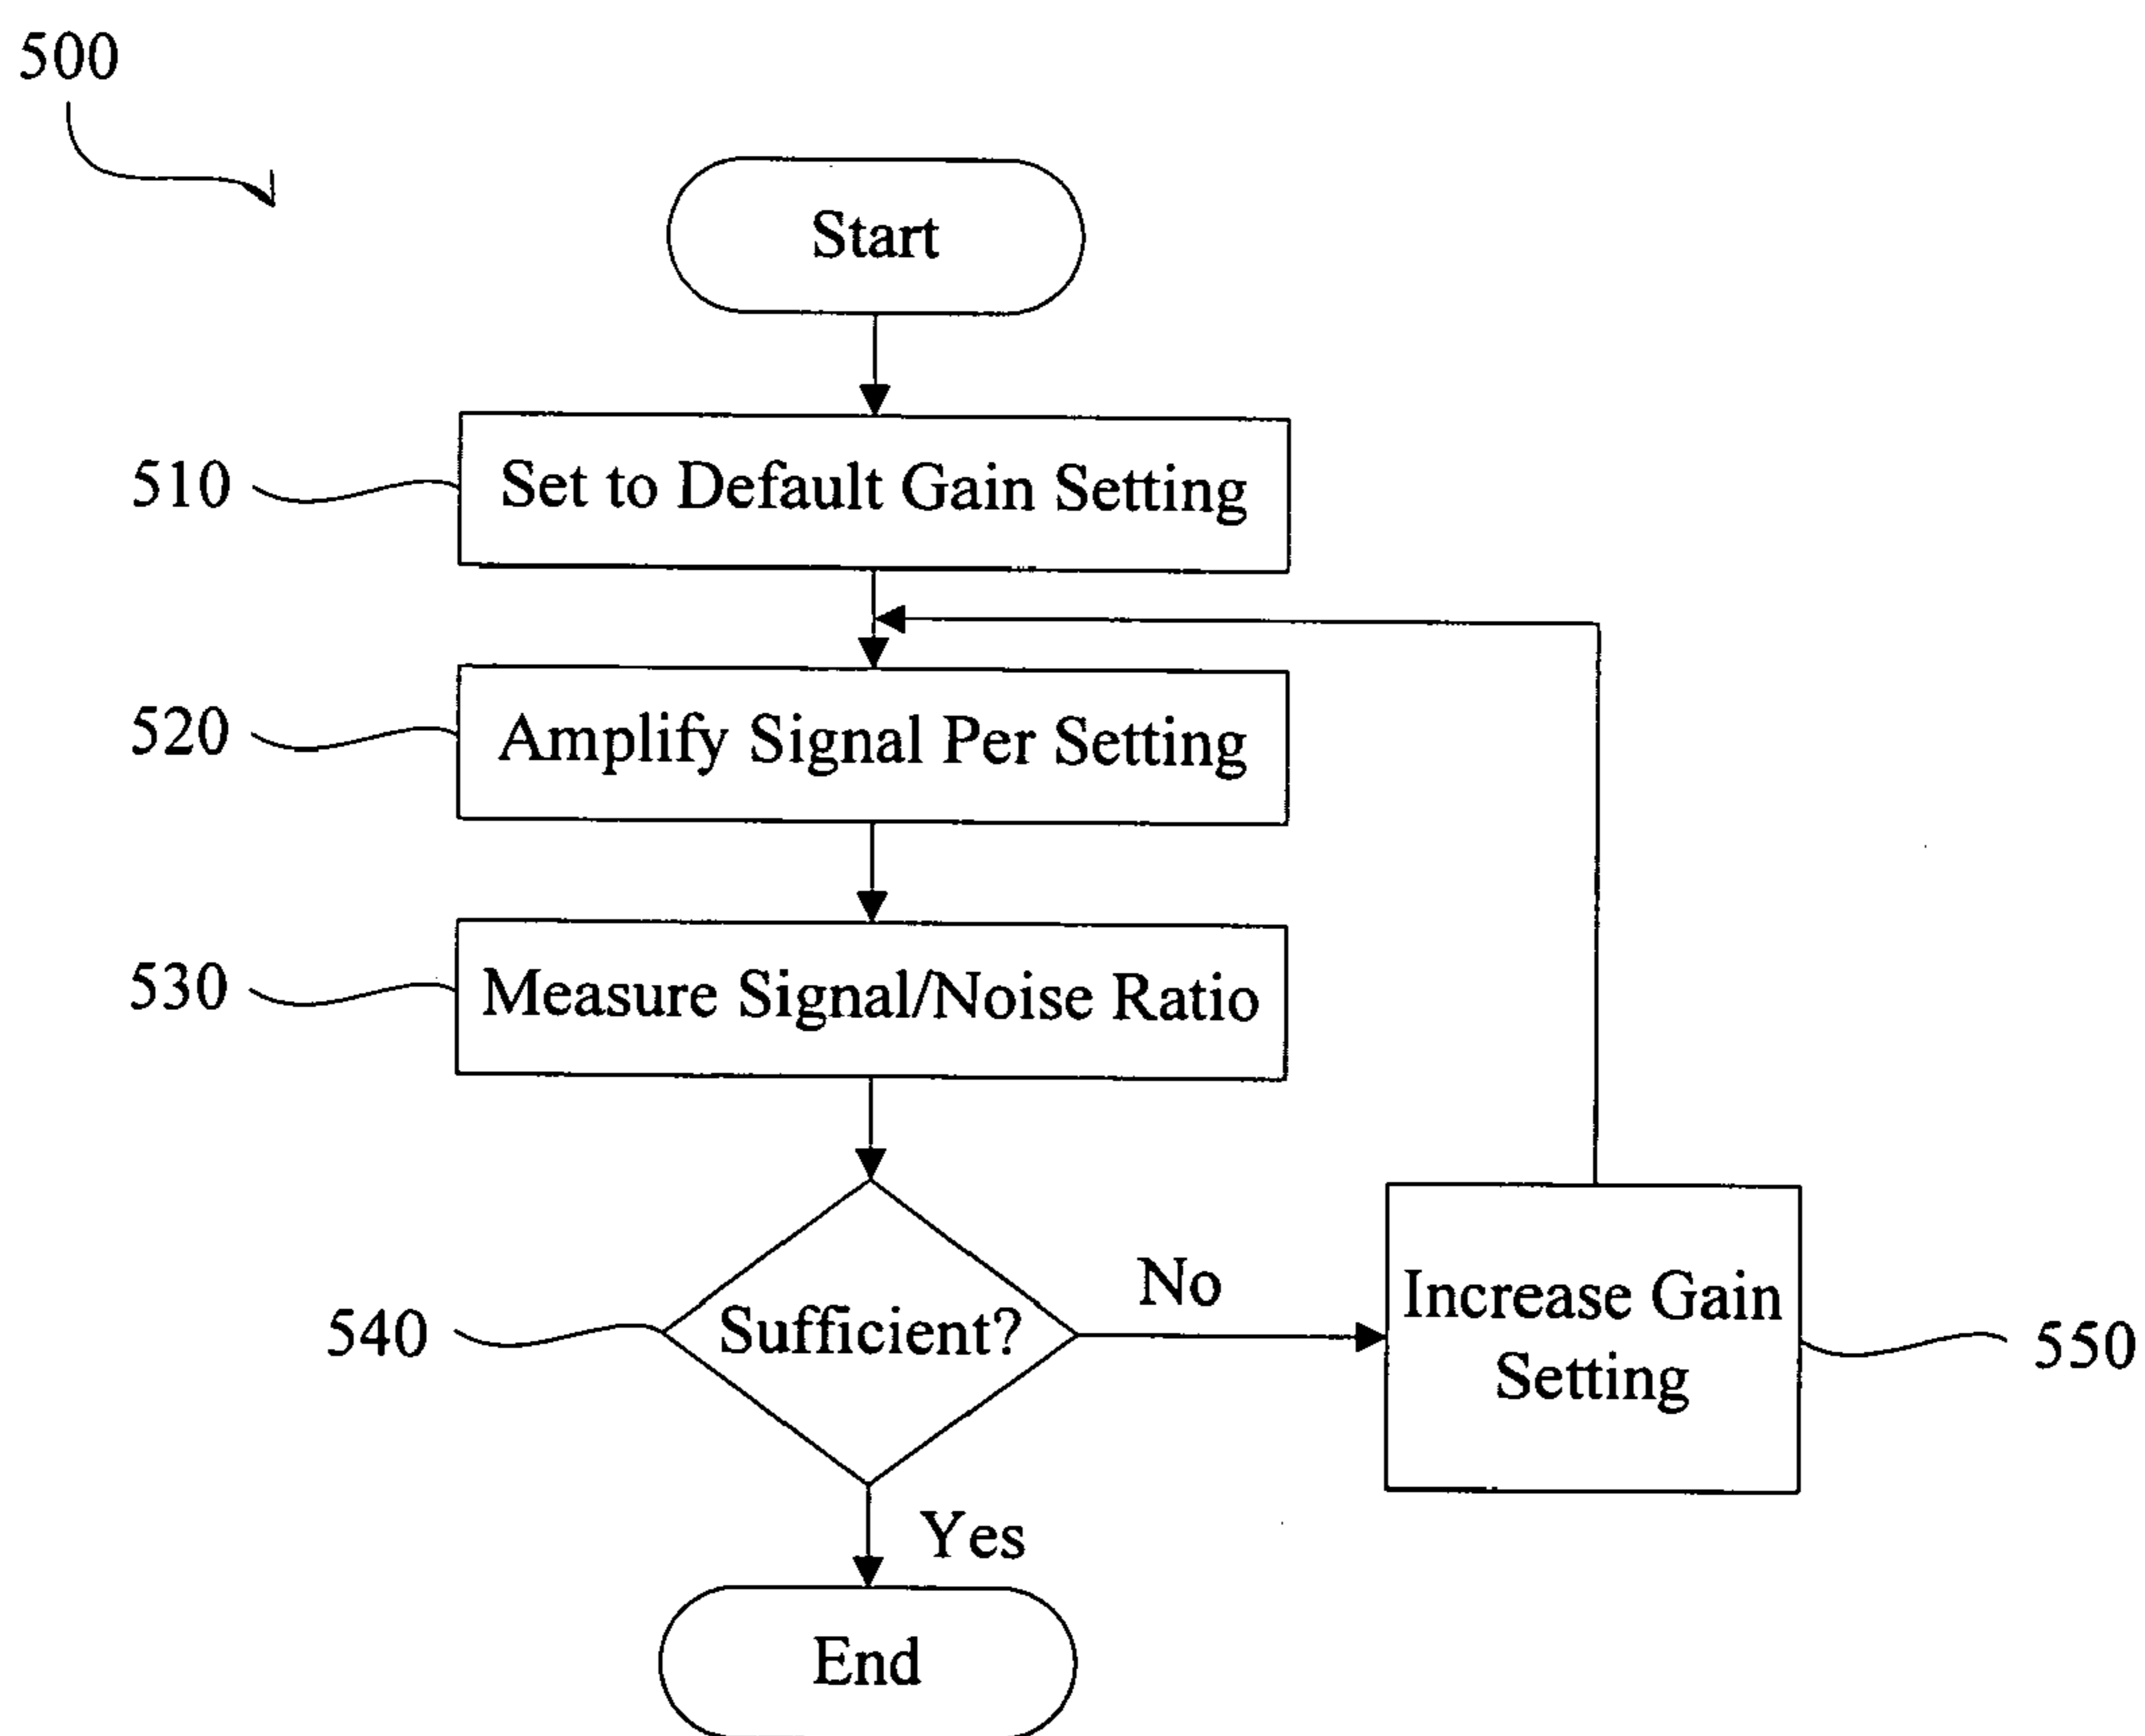 500
Start
510
Set to Default Gain Setting
520
Amplify Signal Per Setting
530
Measure Signal/Noise Ratio
540
Sufficient?
No
Increase Gain
Setting
550
Yes
End